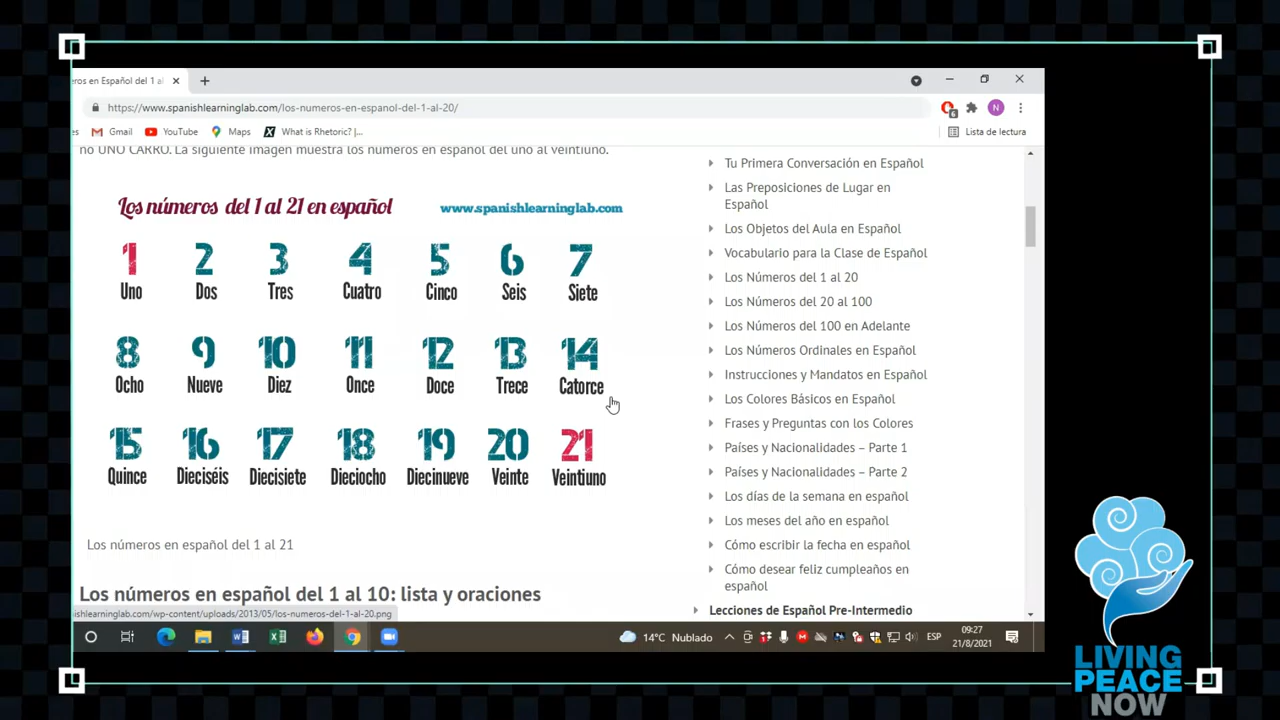 eros en Español del 1 al
https://www.spanishlearninglab.com/los-numeros-en-espanol-del-1-al-20/
es Gmail YouTube Maps What is Rhetoric? |... Lista de lectura
no UNO CARRO. La siguiente imagen muestra los números en español del uno al veintiuno.
Los números del 1 al 21 en español www.spanishlearninglab.com
1 2 3 4 5 6 7
Uno Dos Tres Cuatro Cinco Seis Siete
8 9 10 11 12 13 14
Ocho Nueve Diez Once Doce Trece Catorce
15 16 17 18 19 20 21
Quince Dieciséis Diecisiete Dieciocho Diecinueve Veinte Veintiuno
Los números en español del 1 al 21
Los números en español del 1 al 10: lista y oraciones
shlearninglab.com/wp-content/uploads/2013/05/los-numeros-del-1-al-20.png
Tu Primera Conversación en Español
Las Preposiciones de Lugar en
Español
Los Objetos del Aula en Español
Vocabulario para la Clase de Español
Los Números del 1 al 20
Los Números del 20 al 100
Los Números del 100 en Adelante
Los Números Ordinales en Español
Instrucciones y Mandatos en Español
Los Colores Básicos en Español
Frases y Preguntas con los Colores
Países y Nacionalidades – Parte 1
Países y Nacionalidades – Parte 2
Los días de la semana en español
Los meses del año en español
Cómo escribir la fecha en español
Cómo desear feliz cumpleaños en
español
Lecciones de Español Pre-Intermedio
14°C Nublado ESP 09:27
21/8/2021
LIVING
PEACE
NOW